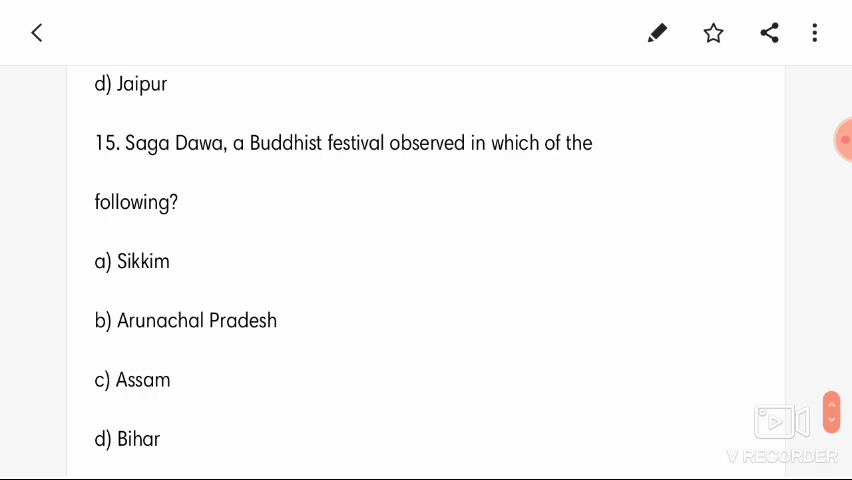 d) Jaipur
15. Saga Dawa, a Buddhist festival observed in which of the
following?
a) Sikkim
b) Arunachal Pradesh
c) Assam
d) Bihar
V RECORDER